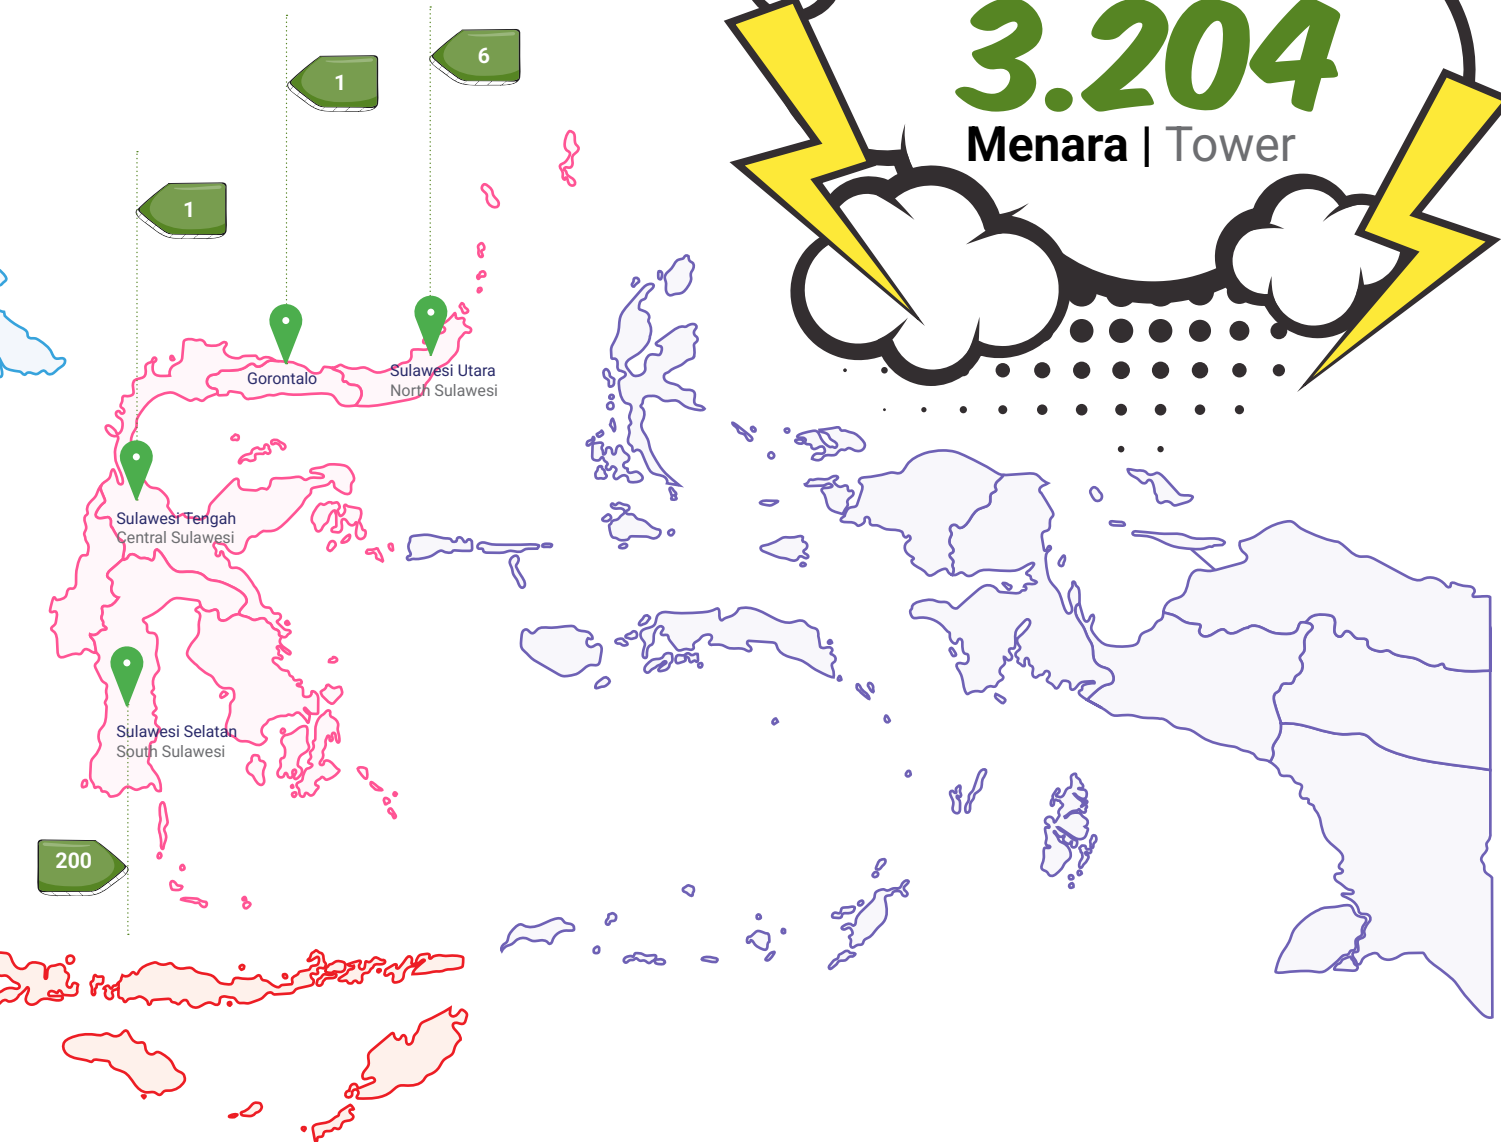 3.204
Menara | Tower
6
1
1
Gorontalo
Sulawesi Utara
North Sulawesi
Sulawesi Tengah
Central Sulawesi
Sulawesi Selatan
South Sulawesi
200